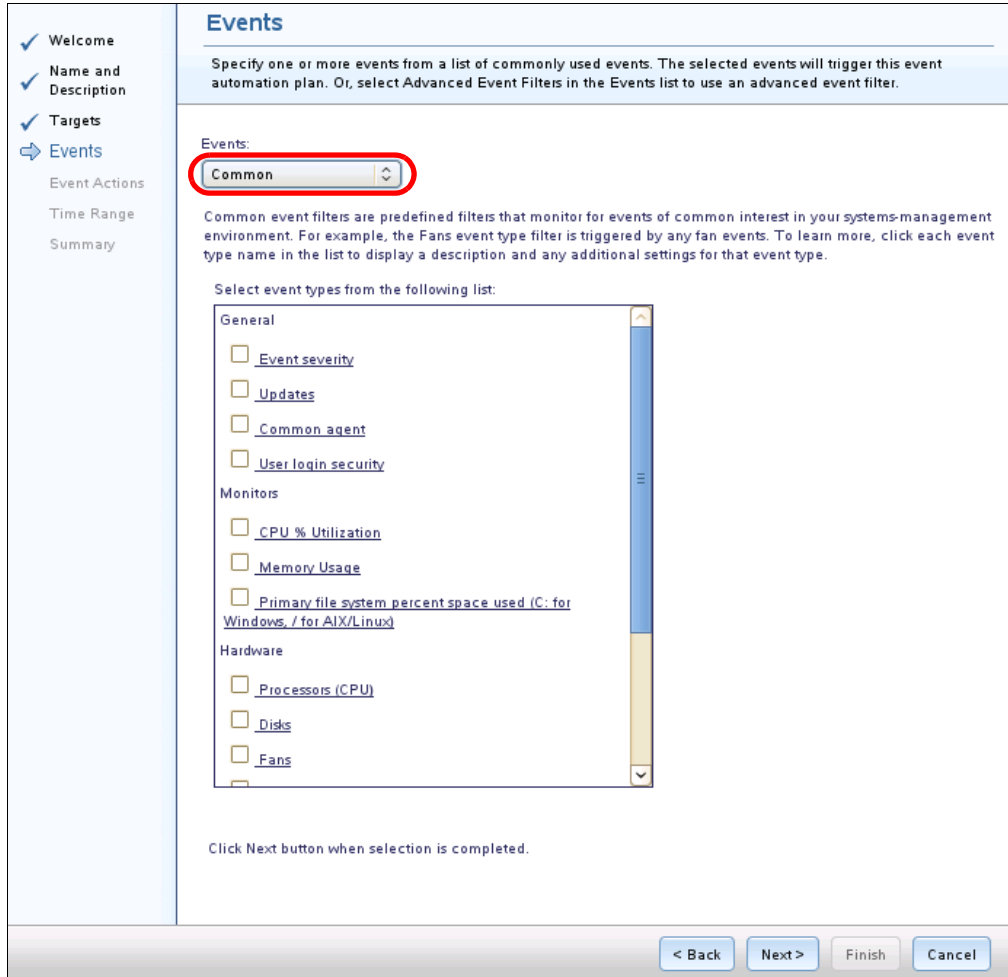 Welcome
Name and
Description
Targets
Events
Event Actions
Time Range
Summary
Events
Specify one or more events from a list of commonly used events. The selected events will trigger this event
automation plan. Or, select Advanced Event Filters in the Events list to use an advanced event filter.
Events:
Common
Common event filters are predefined filters that monitor for events of common interest in your systems-management
environment. For example, the Fans event type filter is triggered by any fan events. To learn more, click each event
type name in the list to display a description and any additional settings for that event type.
Select event types from the following list:
General
Event severity
Updates
Common agent
User login security
Monitors
CPU % Utilization
Memory Usage
Primary file system percent space used (C: for
Windows, / for AIX/Linux)
Hardware
Processors (CPU)
Disks
Fans
Click Next button when selection is completed.
< Back
Next >
Finish
Cancel